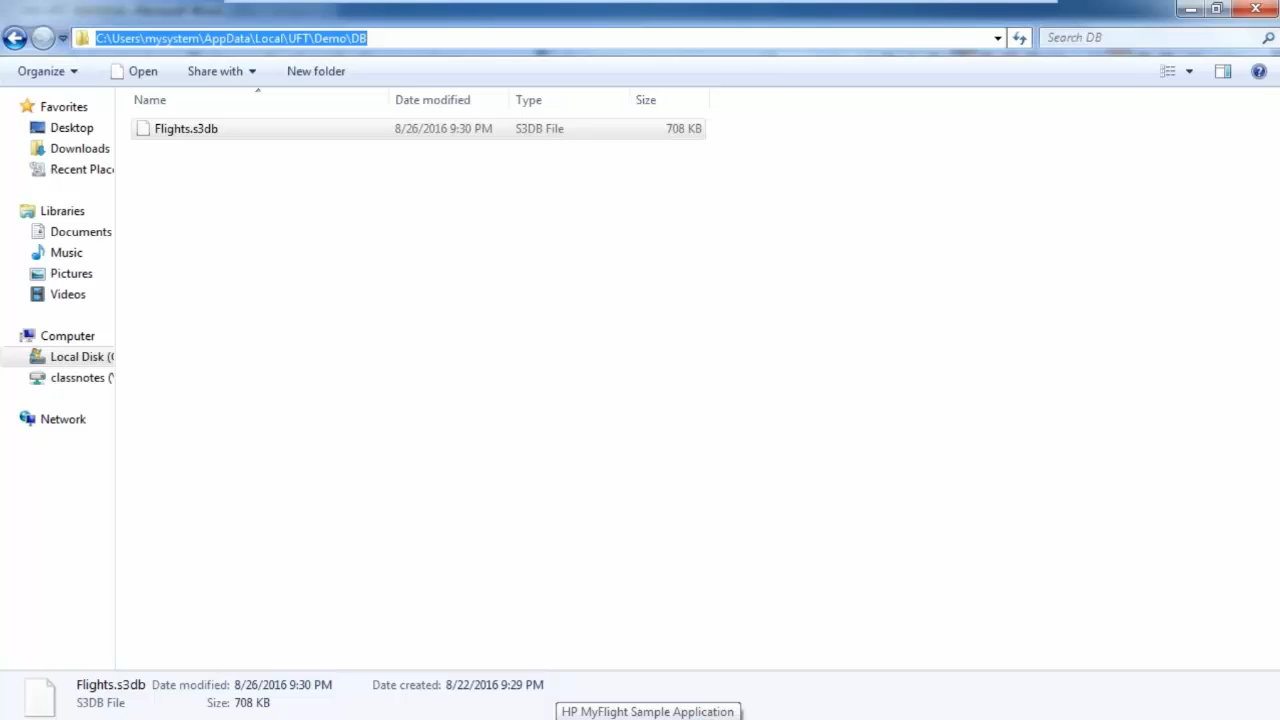 C:\Users\mysystem\AppData\Local\UFT\Demo\DB
Search DB
Organize
Open
Share with
New folder
Name
Date modified
Type
Size
Favorites
Desktop
Downloads
Recent Plac
Libraries
Documents
Music
Pictures
Videos
Computer
Local Disk (C
classnotes (\
Network
Flights.s3db
8/26/2016 9:30 PM
S3DB File
708 KB
Flights.s3db Date modified: 8/26/2016 9:30 PM Date created: 8/22/2016 9:29 PM
S3DB File Size: 708 KB
HP MyFlight Sample Application